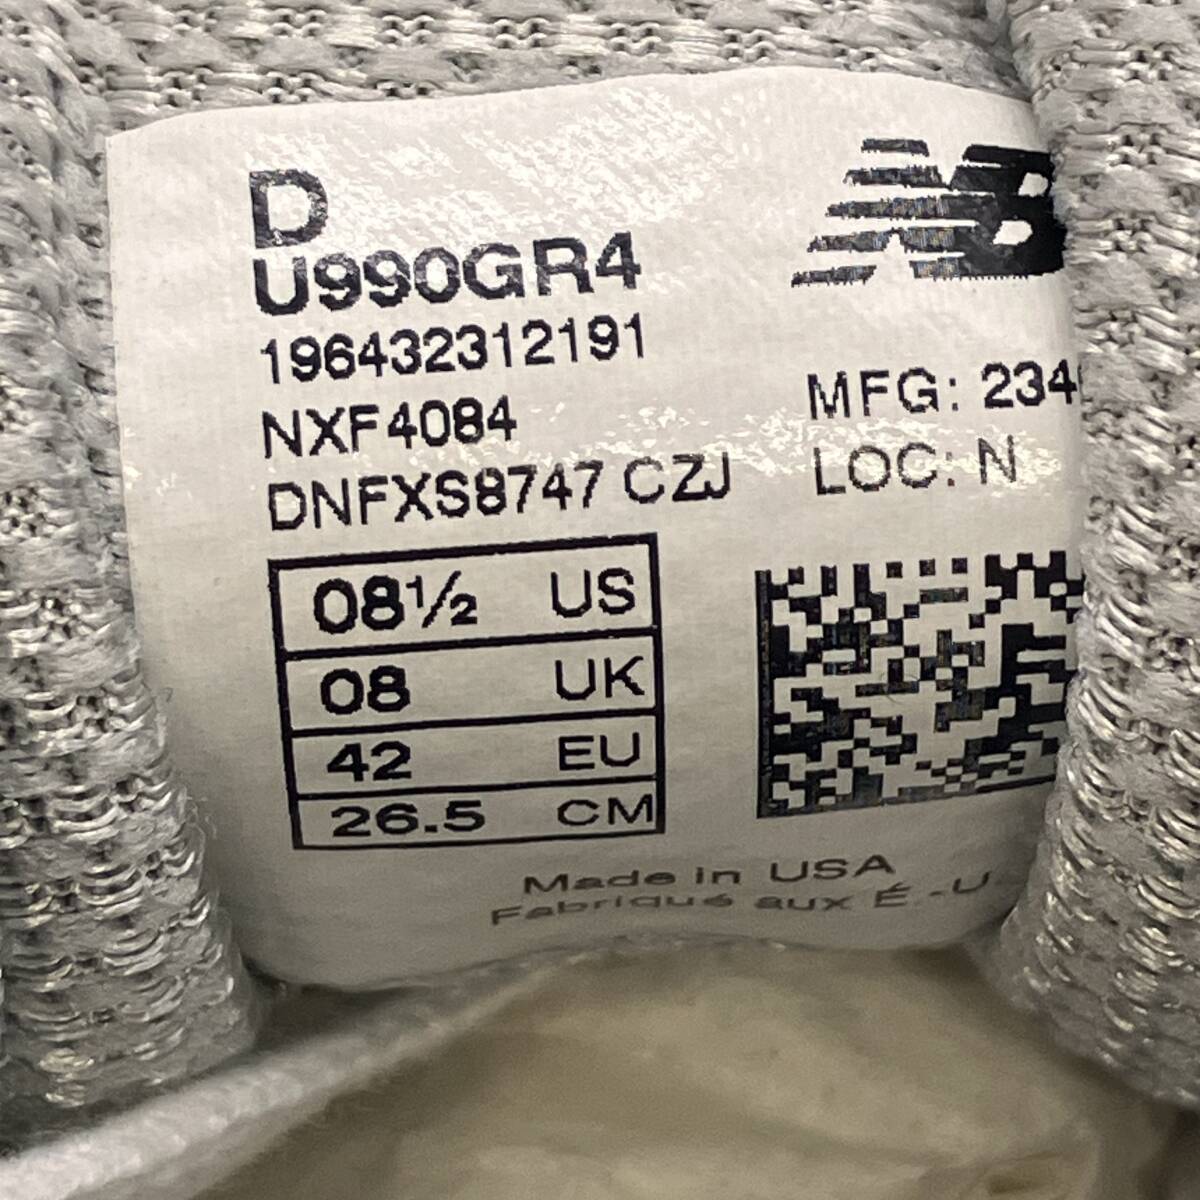 D
NB
U990GR4
196432312191
NXF4084
MFG: 234
DNFXS8747 CZJ
LOC: N
08½ US
08 UK
42 EU
26.5 CM
Made in USA
Fabriqué aux É.-U.